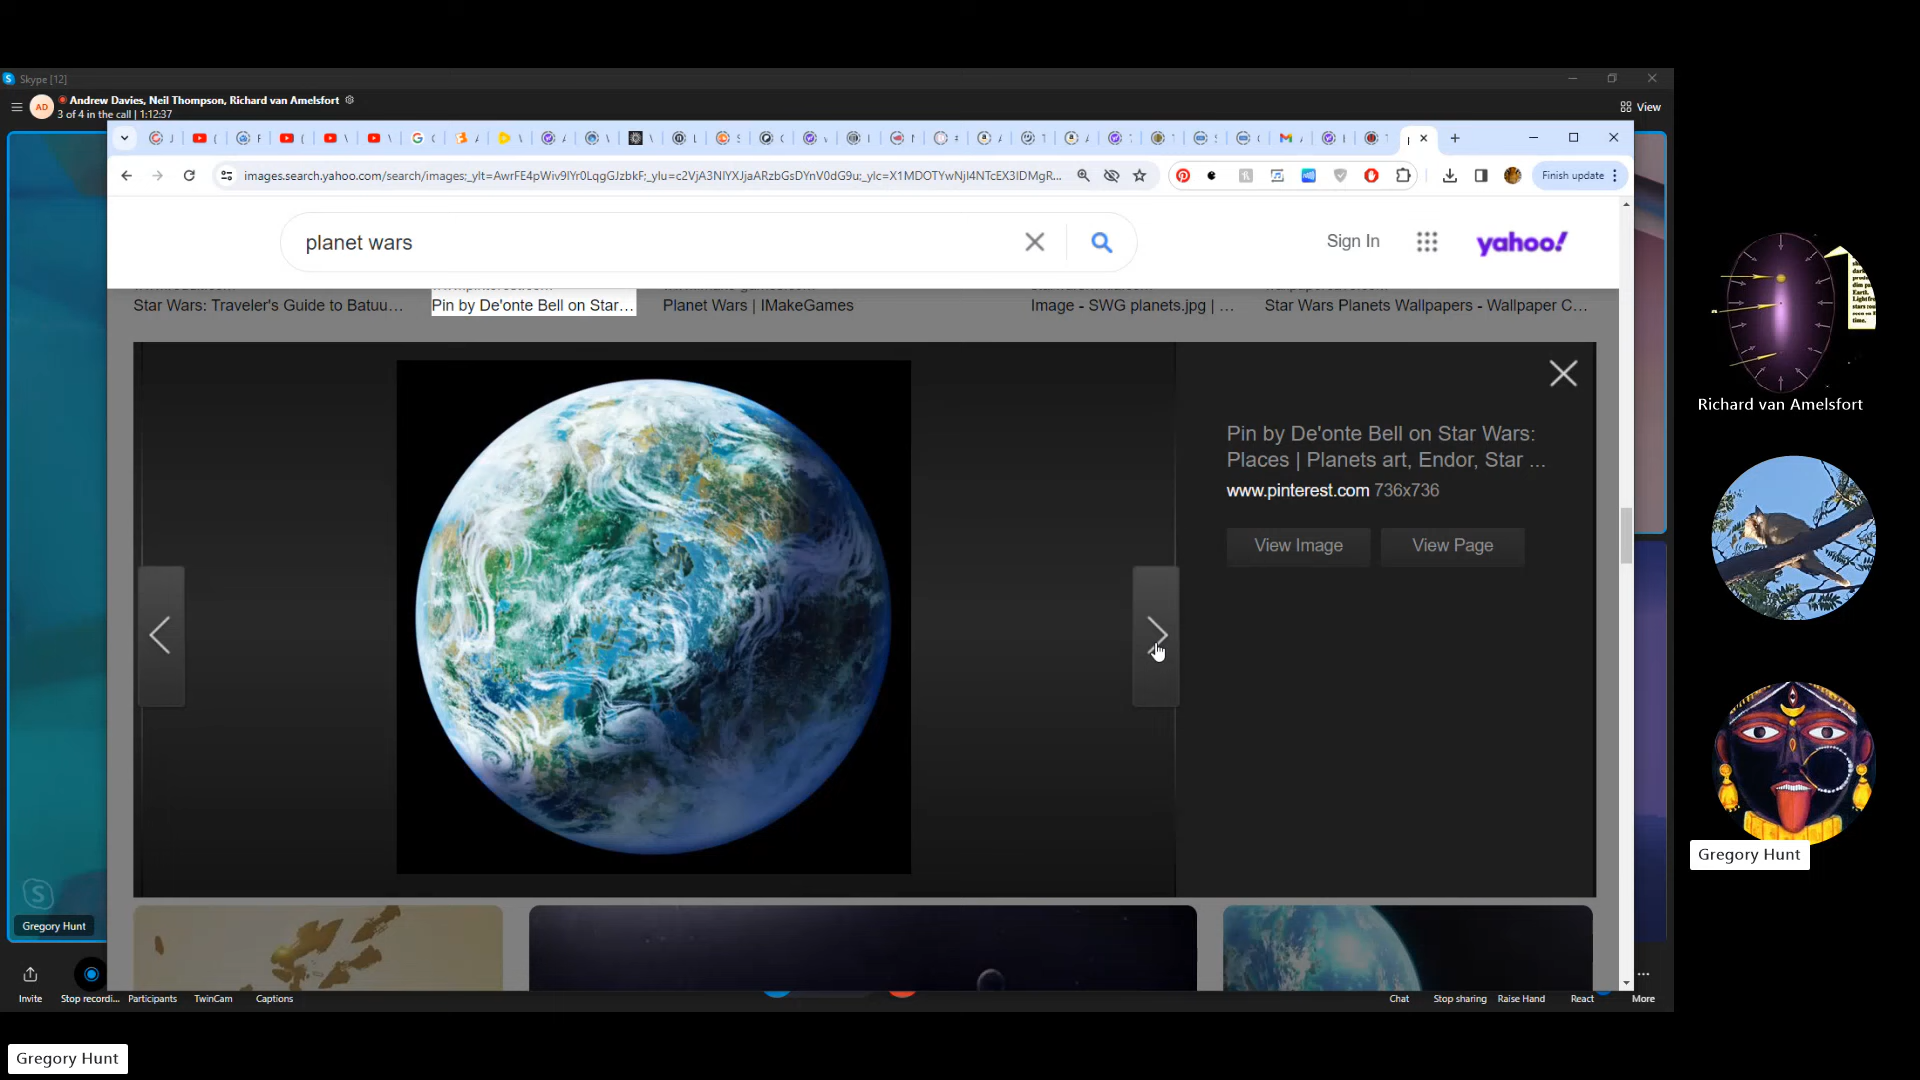 Skype [12]
AD
Andrew Davies, Neil Thompson, Richard van Amelsfort
3 of 4 in the call | 1:12:37
View
images.search.yahoo.com/search/images;_ylt=AwrFE4pWiv9lYr0LqgGJzbkF;_ylu=c2VjA3NlYXJjaARzbGsDYnV0dG9u;_ylc=X1MDOTYwNjI4NTcEX3IDMgR...
Finish update
planet wars
Sign In
yahoo!
Star Wars: Traveler's Guide to Batuu...
Pin by De'onte Bell on Star...
Planet Wars | IMakeGames
Image - SWG planets.jpg | ...
Star Wars Planets Wallpapers - Wallpaper C...
Pin by De'onte Bell on Star Wars:
Places | Planets art, Endor, Star ...
www.pinterest.com 736x736
View Image
View Page
Richard van Amelsfort
Gregory Hunt
Gregory Hunt
Invite
Stop recordi...
Participants
TwinCam
Captions
Chat
Stop sharing
Raise Hand
React
More
Gregory Hunt